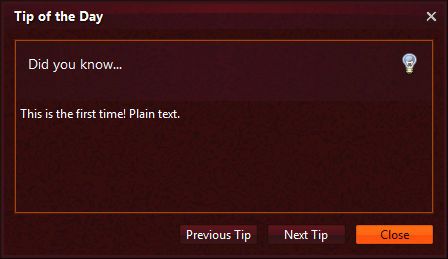 Tip of the Day
Did you know...
This is the first time! Plain text.
Previous Tip
Next Tip
Close